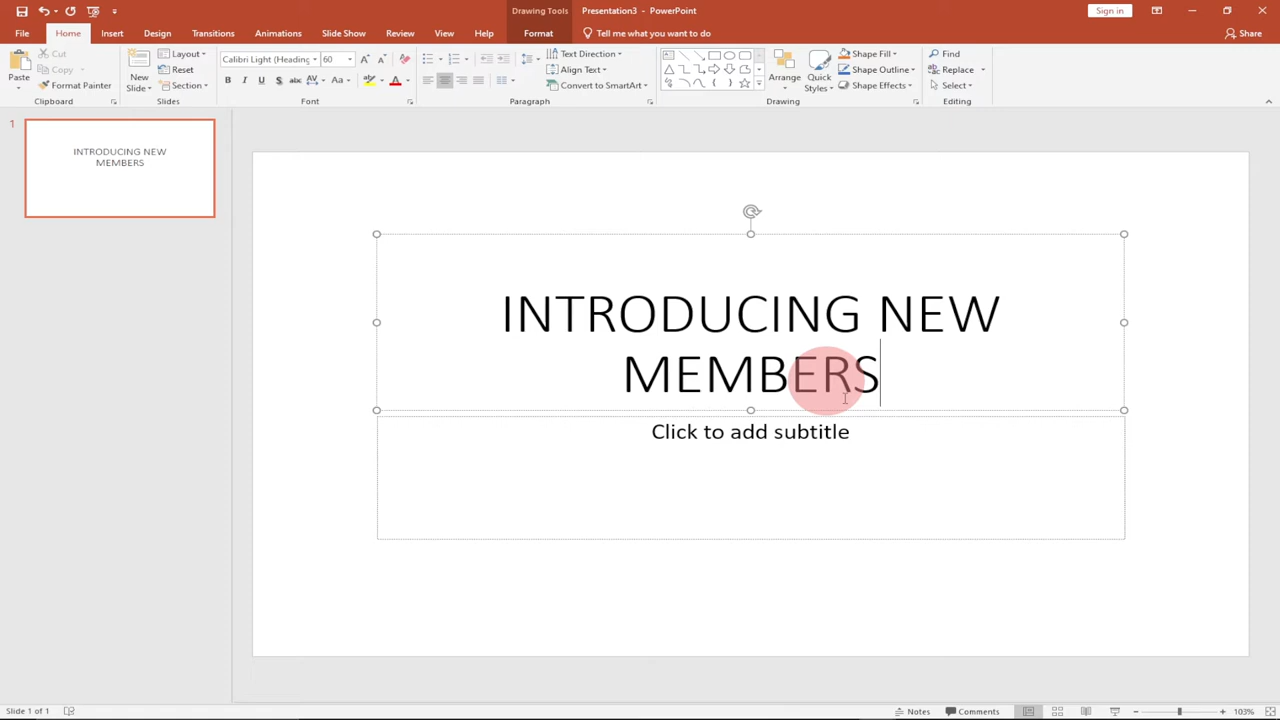 Drawing Tools
Presentation3 - PowerPoint
Sign in
File
Home
Insert
Design
Transitions
Animations
Slide Show
Review
View
Help
Format
Tell me what you want to do
Share
Paste
Cut
Copy
Format Painter
Clipboard
New
Slide
Layout
Reset
Section
Slides
Calibri Light (Heading
60
B I U S abc AV Aa A
Font
Text Direction
Align Text
Convert to SmartArt
Paragraph
Arrange
Quick
Styles
Shape Fill
Shape Outline
Shape Effects
Drawing
Find
Replace
Select
Editing
1
INTRODUCING NEW
MEMBERS
INTRODUCING NEW
MEMBERS
Click to add subtitle
Slide 1 of 1
Notes
Comments
103%